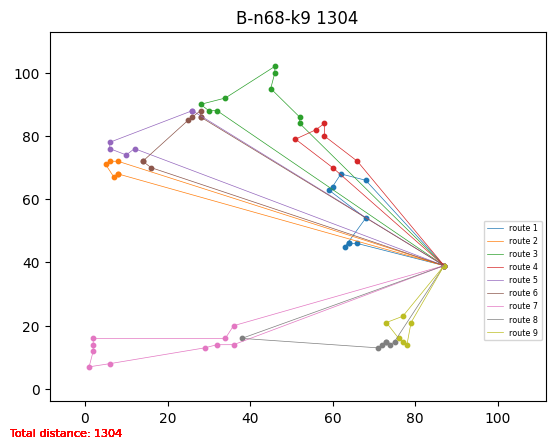 B-n68-k9 1304
100
80
60
40
20
0
0 20 40 60 80 100
route 1
route 2
route 3
route 4
route 5
route 6
route 7
route 8
route 9
Total distance: 1304